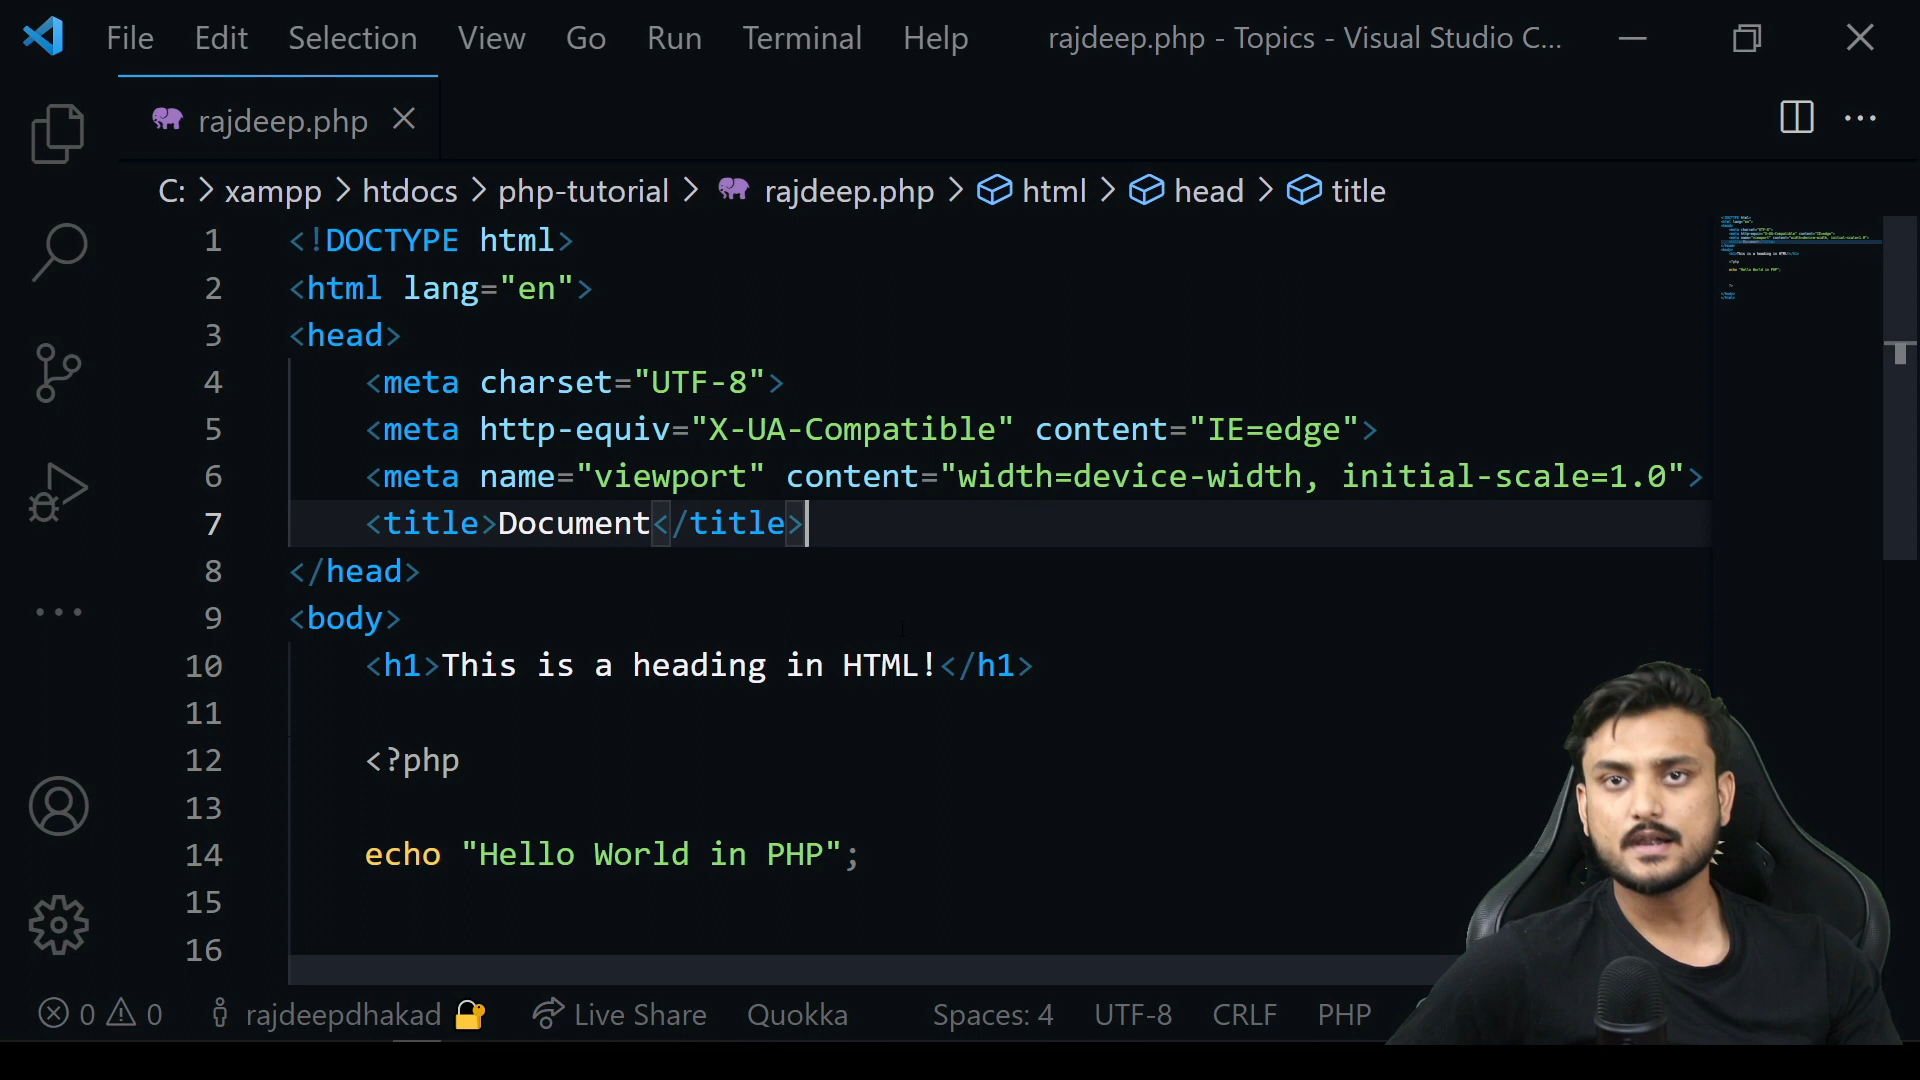 File Edit Selection View Go Run Terminal Help rajdeep.php - Topics - Visual Studio C...
rajdeep.php
C: > xampp > htdocs > php-tutorial > rajdeep.php > html > head > title
1 <!DOCTYPE html>
2 <html lang="en">
3 <head>
4 <meta charset="UTF-8">
5 <meta http-equiv="X-UA-Compatible" content="IE=edge">
6 <meta name="viewport" content="width=device-width, initial-scale=1.0">
7 <title>Document</title>
8 </head>
9 <body>
10 <h1>This is a heading in HTML!</h1>
11
12 <?php
13
14 echo "Hello World in PHP";
15
16
0 0 rajdeepdhakad Live Share Quokka Spaces: 4 UTF-8 CRLF PHP